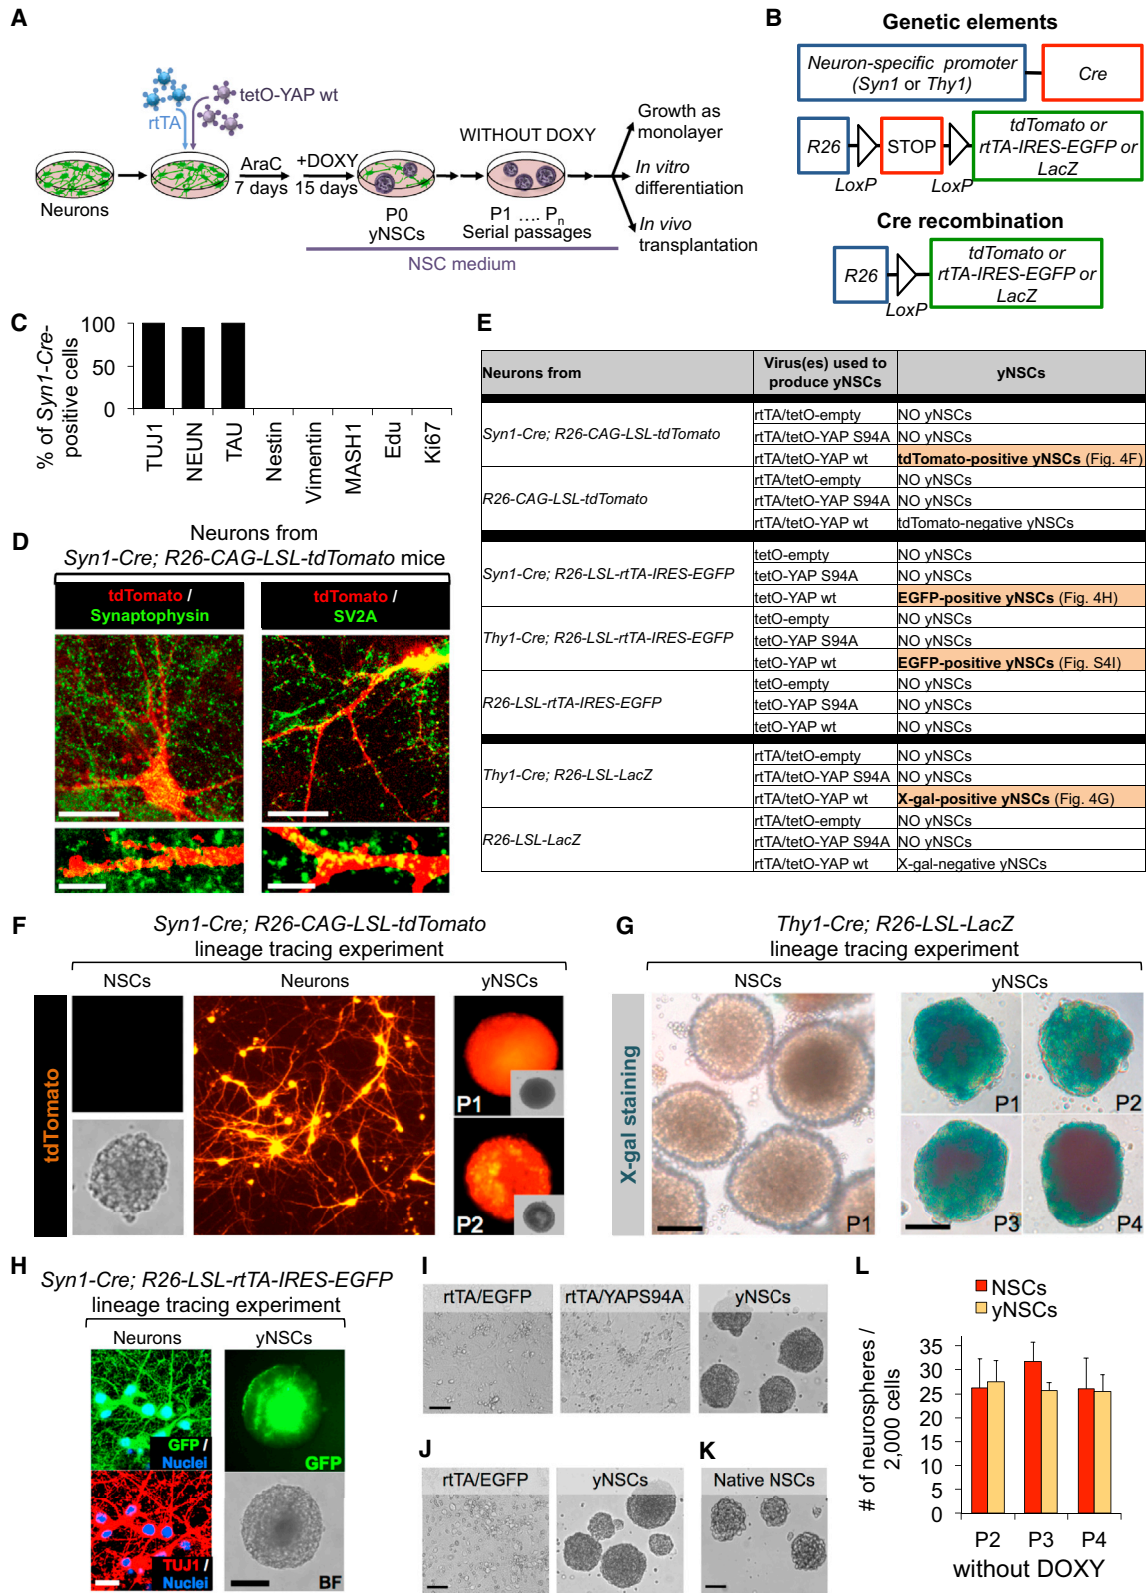 A
rtTA
tetO-YAP wt
Neurons
AraC
7 days
+DOXY
15 days
P0
yNSCs
WITHOUT DOXY
P1 .... Pn
Serial passages
NSC medium
Growth as
monolayer
In vitro
differentiation
In vivo
transplantation
B
Genetic elements
Neuron-specific promoter
(Syn1 or Thy1)
Cre
R26
LoxP
STOP
LoxP
tdTomato or
rtTA-IRES-EGFP or
LacZ
Cre recombination
R26
LoxP
tdTomato or
rtTA-IRES-EGFP or
LacZ
C
% of Syn1-Cre-
positive cells
100
50
0
TUJ1
NEUN
TAU
Nestin
Vimentin
MASH1
Edu
Ki67
D
Neurons from
Syn1-Cre; R26-CAG-LSL-tdTomato mice
tdTomato /
Synaptophysin
tdTomato /
SV2A
E
Neurons from
Virus(es) used to
produce yNSCs
yNSCs
Syn1-Cre; R26-CAG-LSL-tdTomato
rtTA/tetO-empty
NO yNSCs
rtTA/tetO-YAP S94A
NO yNSCs
rtTA/tetO-YAP wt
tdTomato-positive yNSCs (Fig. 4F)
R26-CAG-LSL-tdTomato
rtTA/tetO-empty
NO yNSCs
rtTA/tetO-YAP S94A
NO yNSCs
rtTA/tetO-YAP wt
tdTomato-negative yNSCs
Syn1-Cre; R26-LSL-rtTA-IRES-EGFP
tetO-empty
NO yNSCs
tetO-YAP S94A
NO yNSCs
tetO-YAP wt
EGFP-positive yNSCs (Fig. 4H)
Thy1-Cre; R26-LSL-rtTA-IRES-EGFP
tetO-empty
NO yNSCs
tetO-YAP S94A
NO yNSCs
tetO-YAP wt
EGFP-positive yNSCs (Fig. S4I)
R26-LSL-rtTA-IRES-EGFP
tetO-empty
NO yNSCs
tetO-YAP S94A
NO yNSCs
tetO-YAP wt
NO yNSCs
Thy1-Cre; R26-LSL-LacZ
rtTA/tetO-empty
NO yNSCs
rtTA/tetO-YAP S94A
NO yNSCs
rtTA/tetO-YAP wt
X-gal-positive yNSCs (Fig. 4G)
R26-LSL-LacZ
rtTA/tetO-empty
NO yNSCs
rtTA/tetO-YAP S94A
NO yNSCs
rtTA/tetO-YAP wt
X-gal-negative yNSCs
F
Syn1-Cre; R26-CAG-LSL-tdTomato
lineage tracing experiment
NSCs
Neurons
yNSCs
tdTomato
P1
P2
G
Thy1-Cre; R26-LSL-LacZ
lineage tracing experiment
NSCs
yNSCs
X-gal staining
P1
P1
P2
P3
P4
H
Syn1-Cre; R26-LSL-rtTA-IRES-EGFP
lineage tracing experiment
Neurons
yNSCs
GFP /
Nuclei
GFP
TUJ1 /
Nuclei
BF
I
rtTA/EGFP
rtTA/YAPS94A
yNSCs
J
rtTA/EGFP
yNSCs
K
Native NSCs
L
NSCs
yNSCs
# of neurospheres /
2,000 cells
35
30
25
20
15
10
5
0
P2
P3
P4
without DOXY